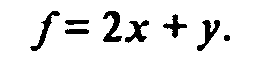 f = 2x + y.